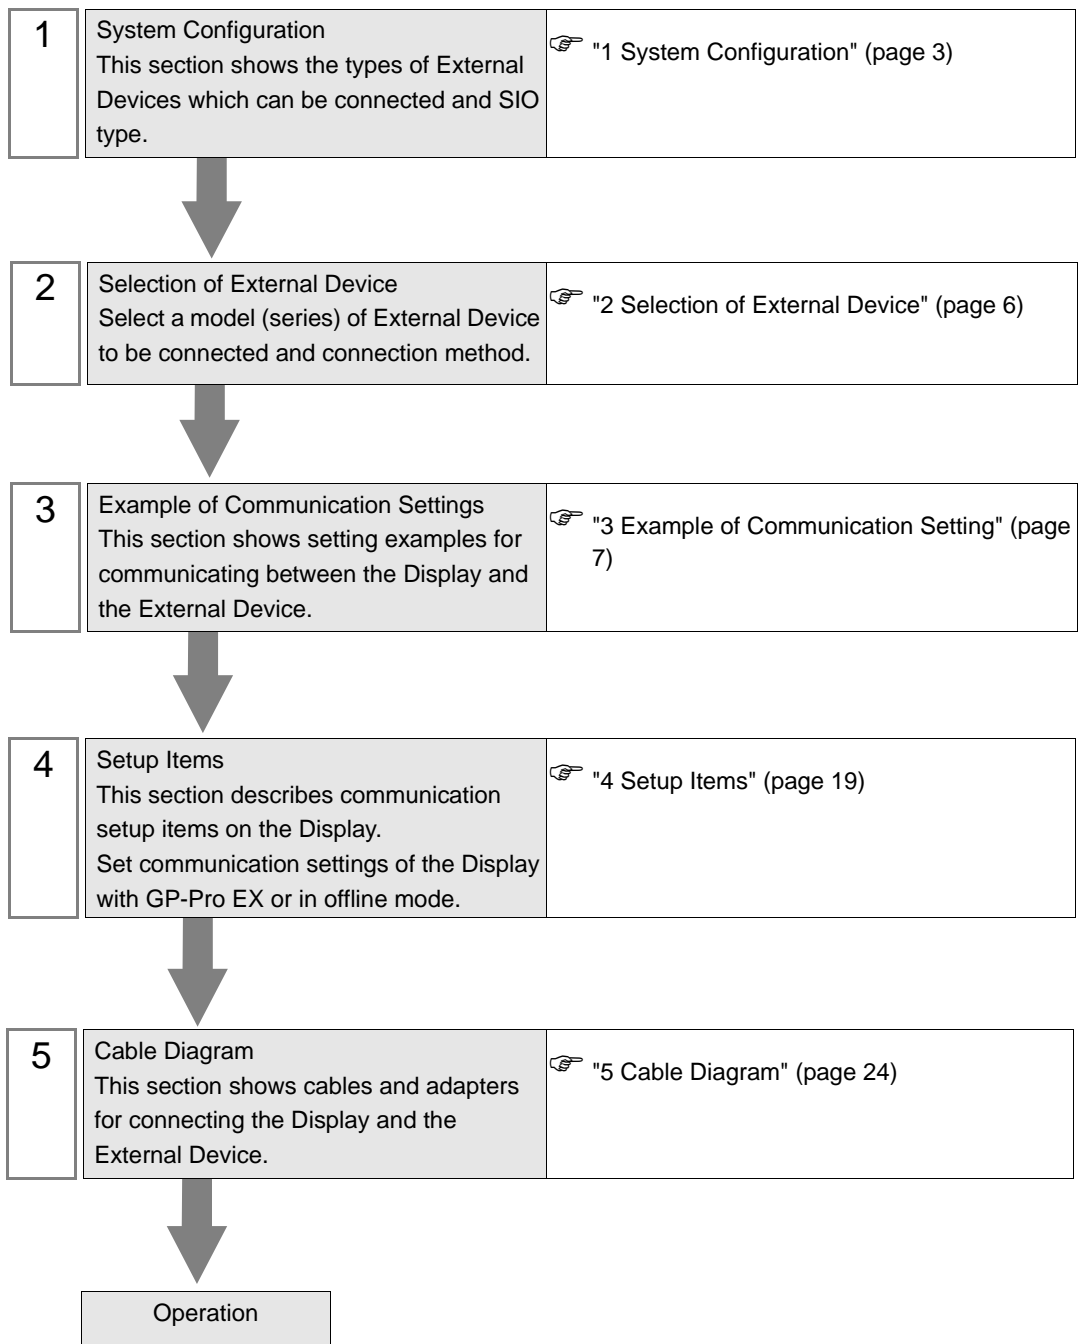 1
System Configuration
This section shows the types of External
Devices which can be connected and SIO
type.
"1 System Configuration" (page 3)
2
Selection of External Device
Select a model (series) of External Device
to be connected and connection method.
"2 Selection of External Device" (page 6)
3
Example of Communication Settings
This section shows setting examples for
communicating between the Display and
the External Device.
"3 Example of Communication Setting" (page
7)
4
Setup Items
This section describes communication
setup items on the Display.
Set communication settings of the Display
with GP-Pro EX or in offline mode.
"4 Setup Items" (page 19)
5
Cable Diagram
This section shows cables and adapters
for connecting the Display and the
External Device.
"5 Cable Diagram" (page 24)
Operation